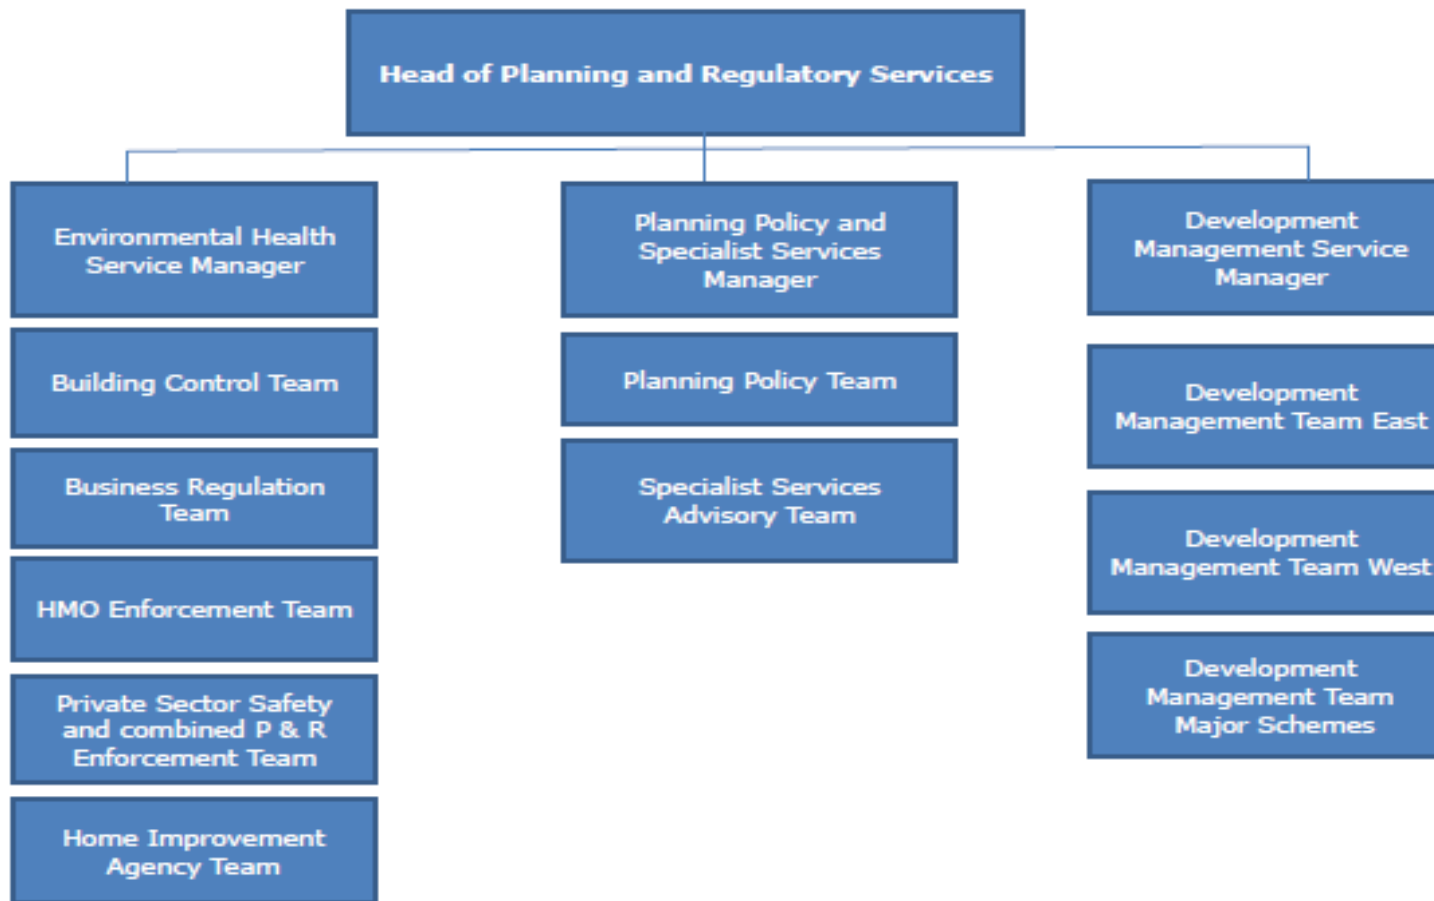 Head of Planning and Regulatory Services
Environmental Health
Service Manager
Building Control Team
Business Regulation
Team
HMO Enforcement Team
Private Sector Safety
and combined P & R
Enforcement Team
Home Improvement
Agency Team
Planning Policy and
Specialist Services
Manager
Planning Policy Team
Specialist Services
Advisory Team
Development
Management Service
Manager
Development
Management Team East
Development
Management Team West
Development
Management Team
Major Schemes